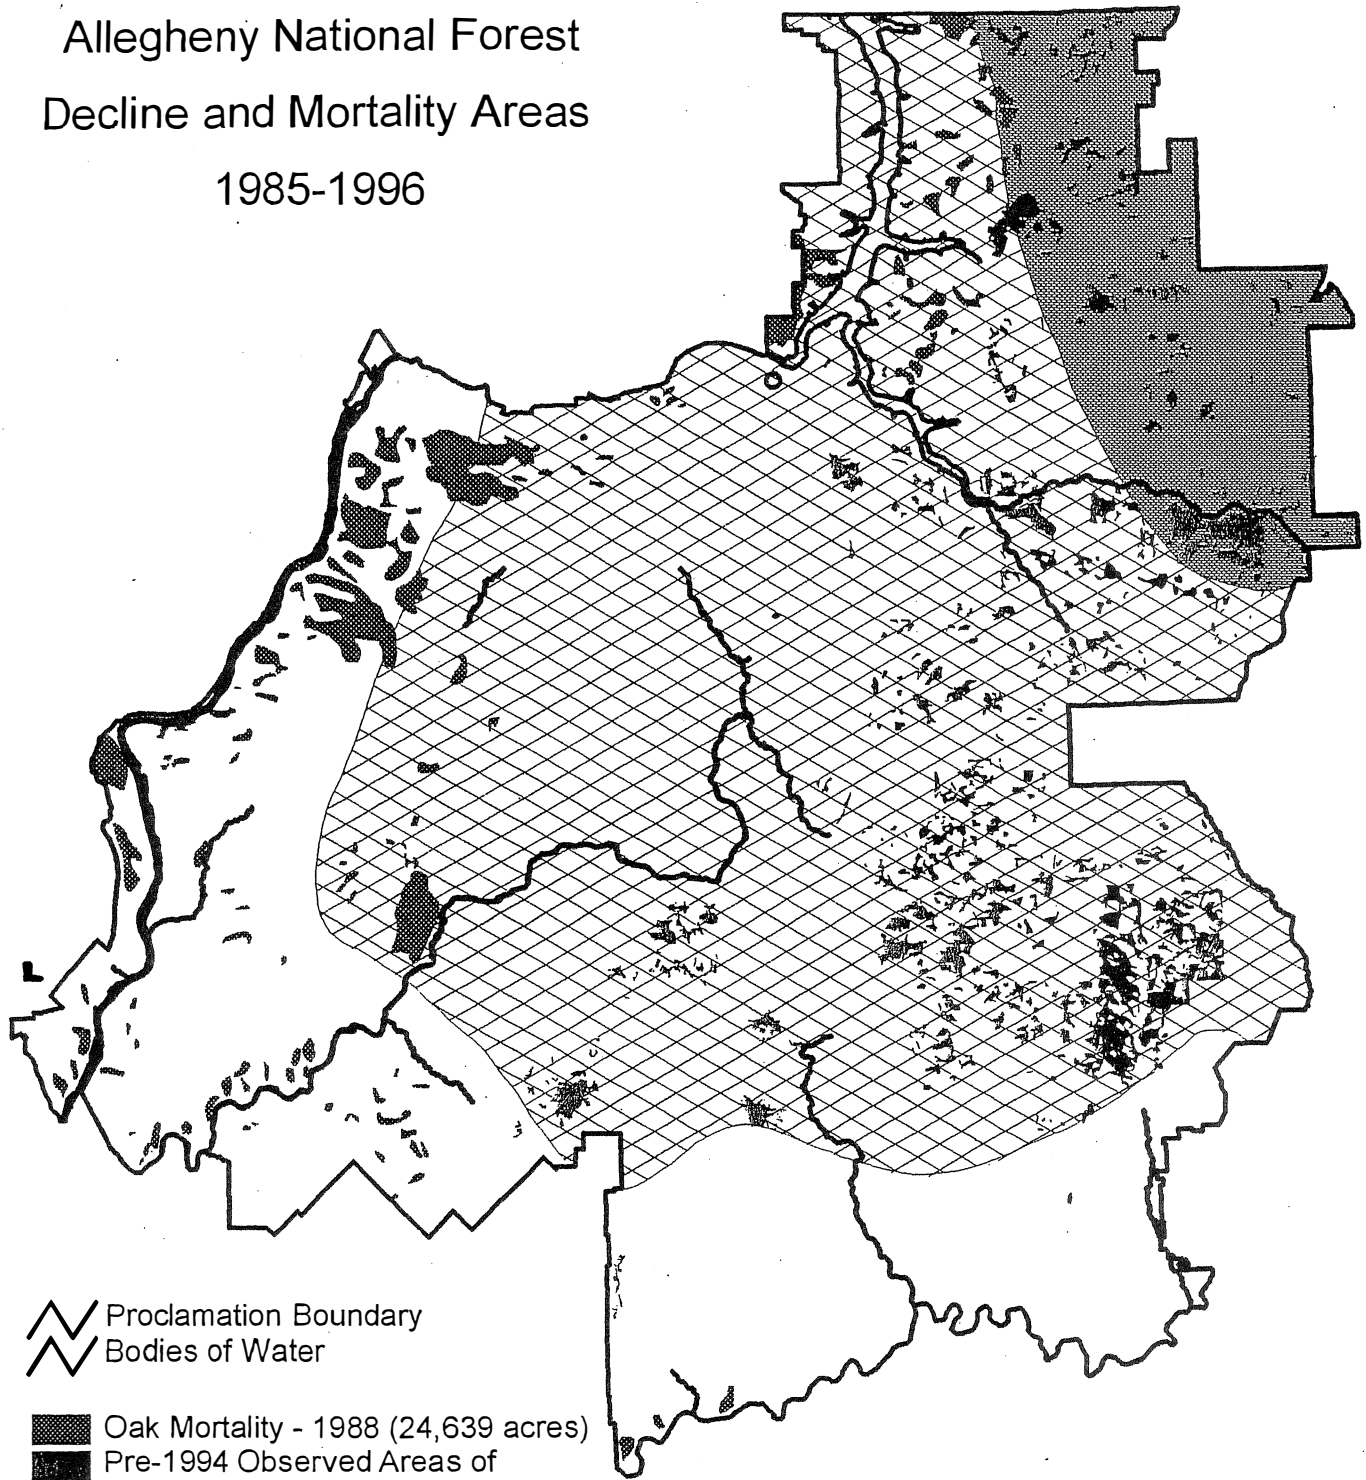 Allegheny National Forest
Decline and Mortality Areas
1985-1996
L
Proclamation Boundary
Bodies of Water
Oak Mortality - 1988 (24,639 acres)
Pre-1994 Observed Areas of